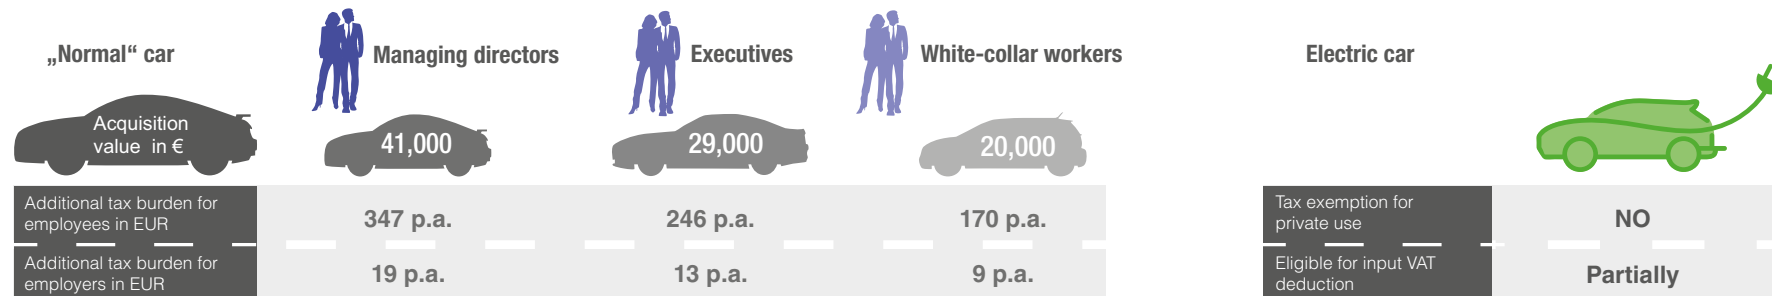 „Normal“ car
Managing directors
Executives
White-collar workers
Electric car
Acquisition
value in €
41,000
29,000
20,000
Additional tax burden for
employees in EUR
347 p.a.
246 p.a.
170 p.a.
Additional tax burden for
employers in EUR
19 p.a.
13 p.a.
9 p.a.
Tax exemption for
private use
NO
Eligible for input VAT
deduction
Partially